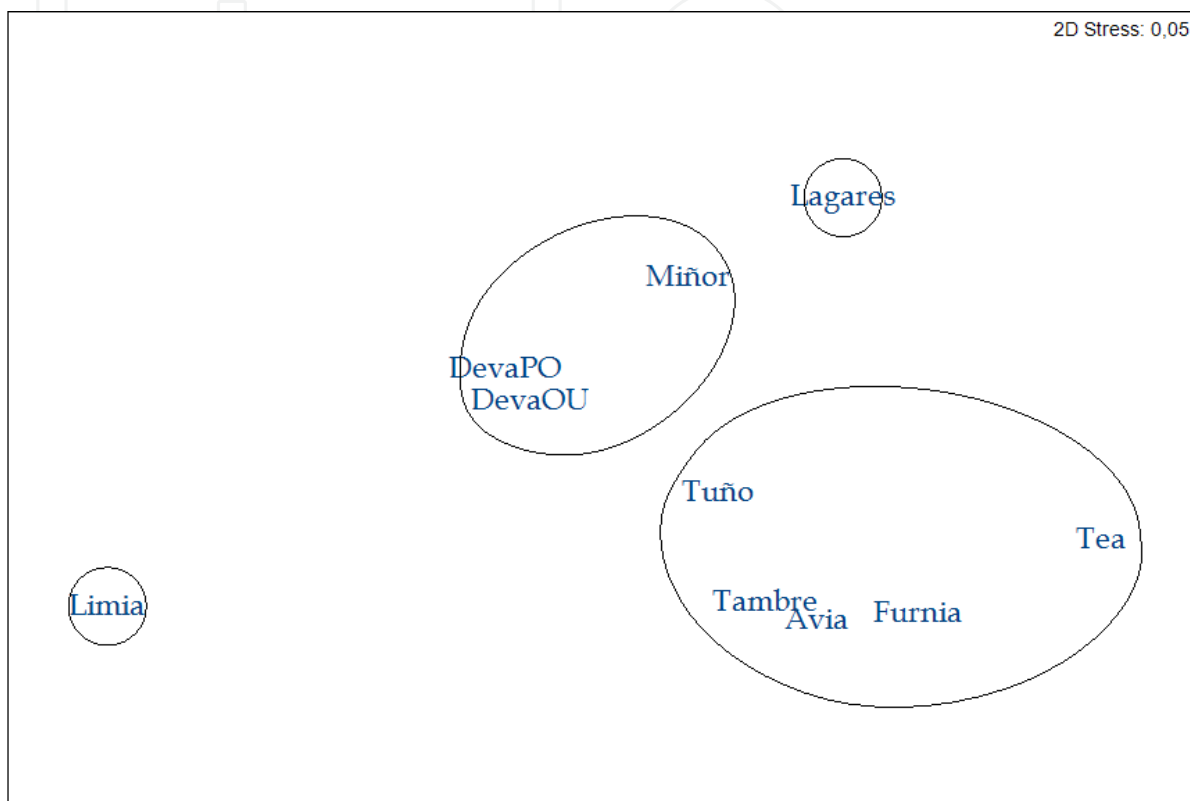 2D Stress: 0,05
Lagares
Miñor
DevaPO
DevaOU
Tuño
Tea
Limia
Tambre
Avia
Furnia